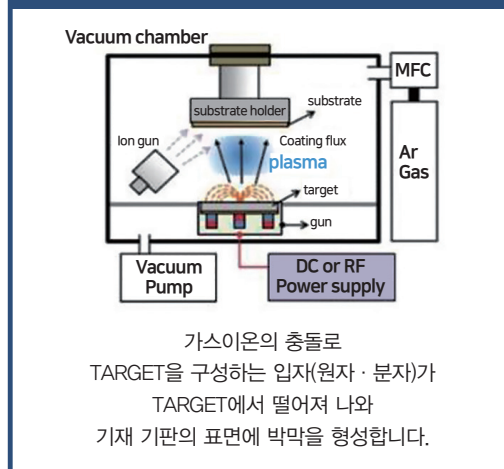 Vacuum chamber
MFC
substrate holder
substrate
Ion gun
Coating flux
plasma
Ar
Gas
target
gun
Vacuum
Pump
DC or RF
Power supply
가스이온의 충돌로
TARGET을 구성하는 입자(원자 · 분자)가
TARGET에서 떨어져 나와
기재 기판의 표면에 박막을 형성합니다.